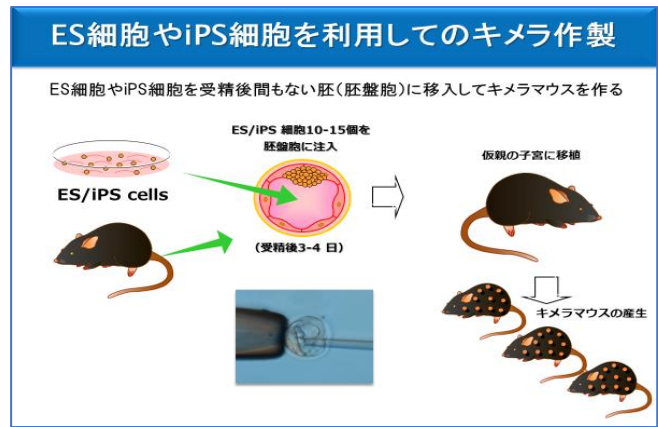 ES細胞やiPS細胞を利用してのキメラ作製
ES細胞やiPS細胞を受精後間もない胚(胚盤胞)に移入してキメラマウスを作る
ES/iPS 細胞10-15個を
胚盤胞に注入
仮親の子宮に移植
ES/iPS cells
(受精後3-4 日)
キメラマウスの産生